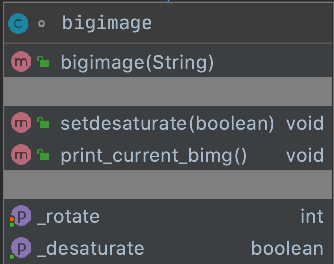 bigimage
bigimage(String)
setdesaturate(boolean) void
print_current_bimg() void
_rotate int
_desaturate boolean